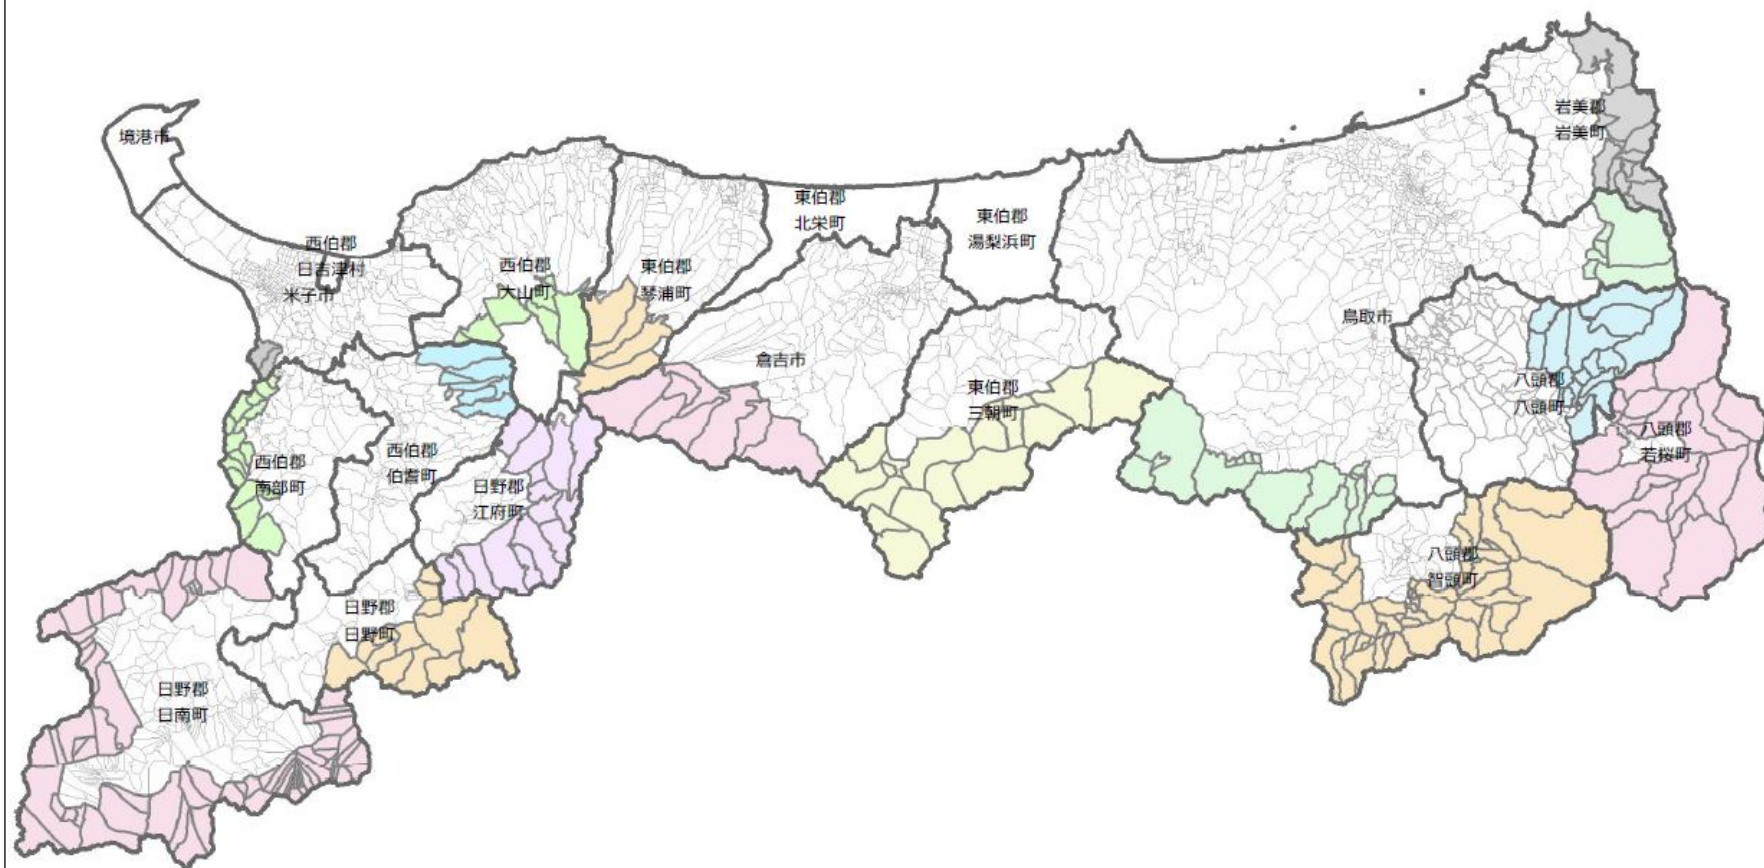 境港市
岩美郡
岩美町
東伯郡
北栄町
東伯郡
湯梨浜町
西伯郡
日吉津村
米子市
西伯郡
大山町
東伯郡
琴浦町
鳥取市
倉吉市
東伯郡
三朝町
八頭郡
八頭町
八頭郡
若桜町
西伯郡
南部町
西伯郡
伯耆町
日野郡
江府町
八頭郡
智頭町
日野郡
日野町
日野郡
日南町